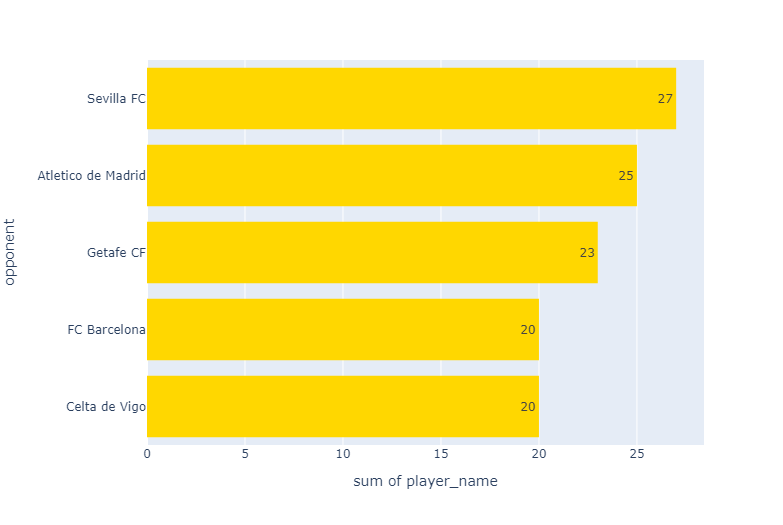 Sevilla FC 27
Atletico de Madrid 25
Getafe CF 23
FC Barcelona 20
Celta de Vigo 20
0 5 10 15 20 25
sum of player_name
opponent